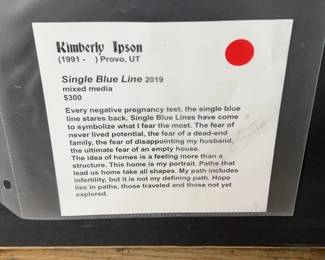 Kimberly Ipson
(1991 - ) Provo, UT
Single Blue Line 2019
mixed media
$300
Every negative pregnancy test, the single blue
line stares back. Single Blue Lines have come
to symbolize what I fear the most. The fear of
never lived potential, the fear of a dead-end
family, the fear of disappointing my husband,
the ultimate fear of an empty house.
The idea of homes is a feeling more than a
structure. This home is my portrait. Paths that
lead us home take all shapes. My path includes
infertility, but it is not my defining path. Hope
lies in paths, those traveled and those not yet
explored.